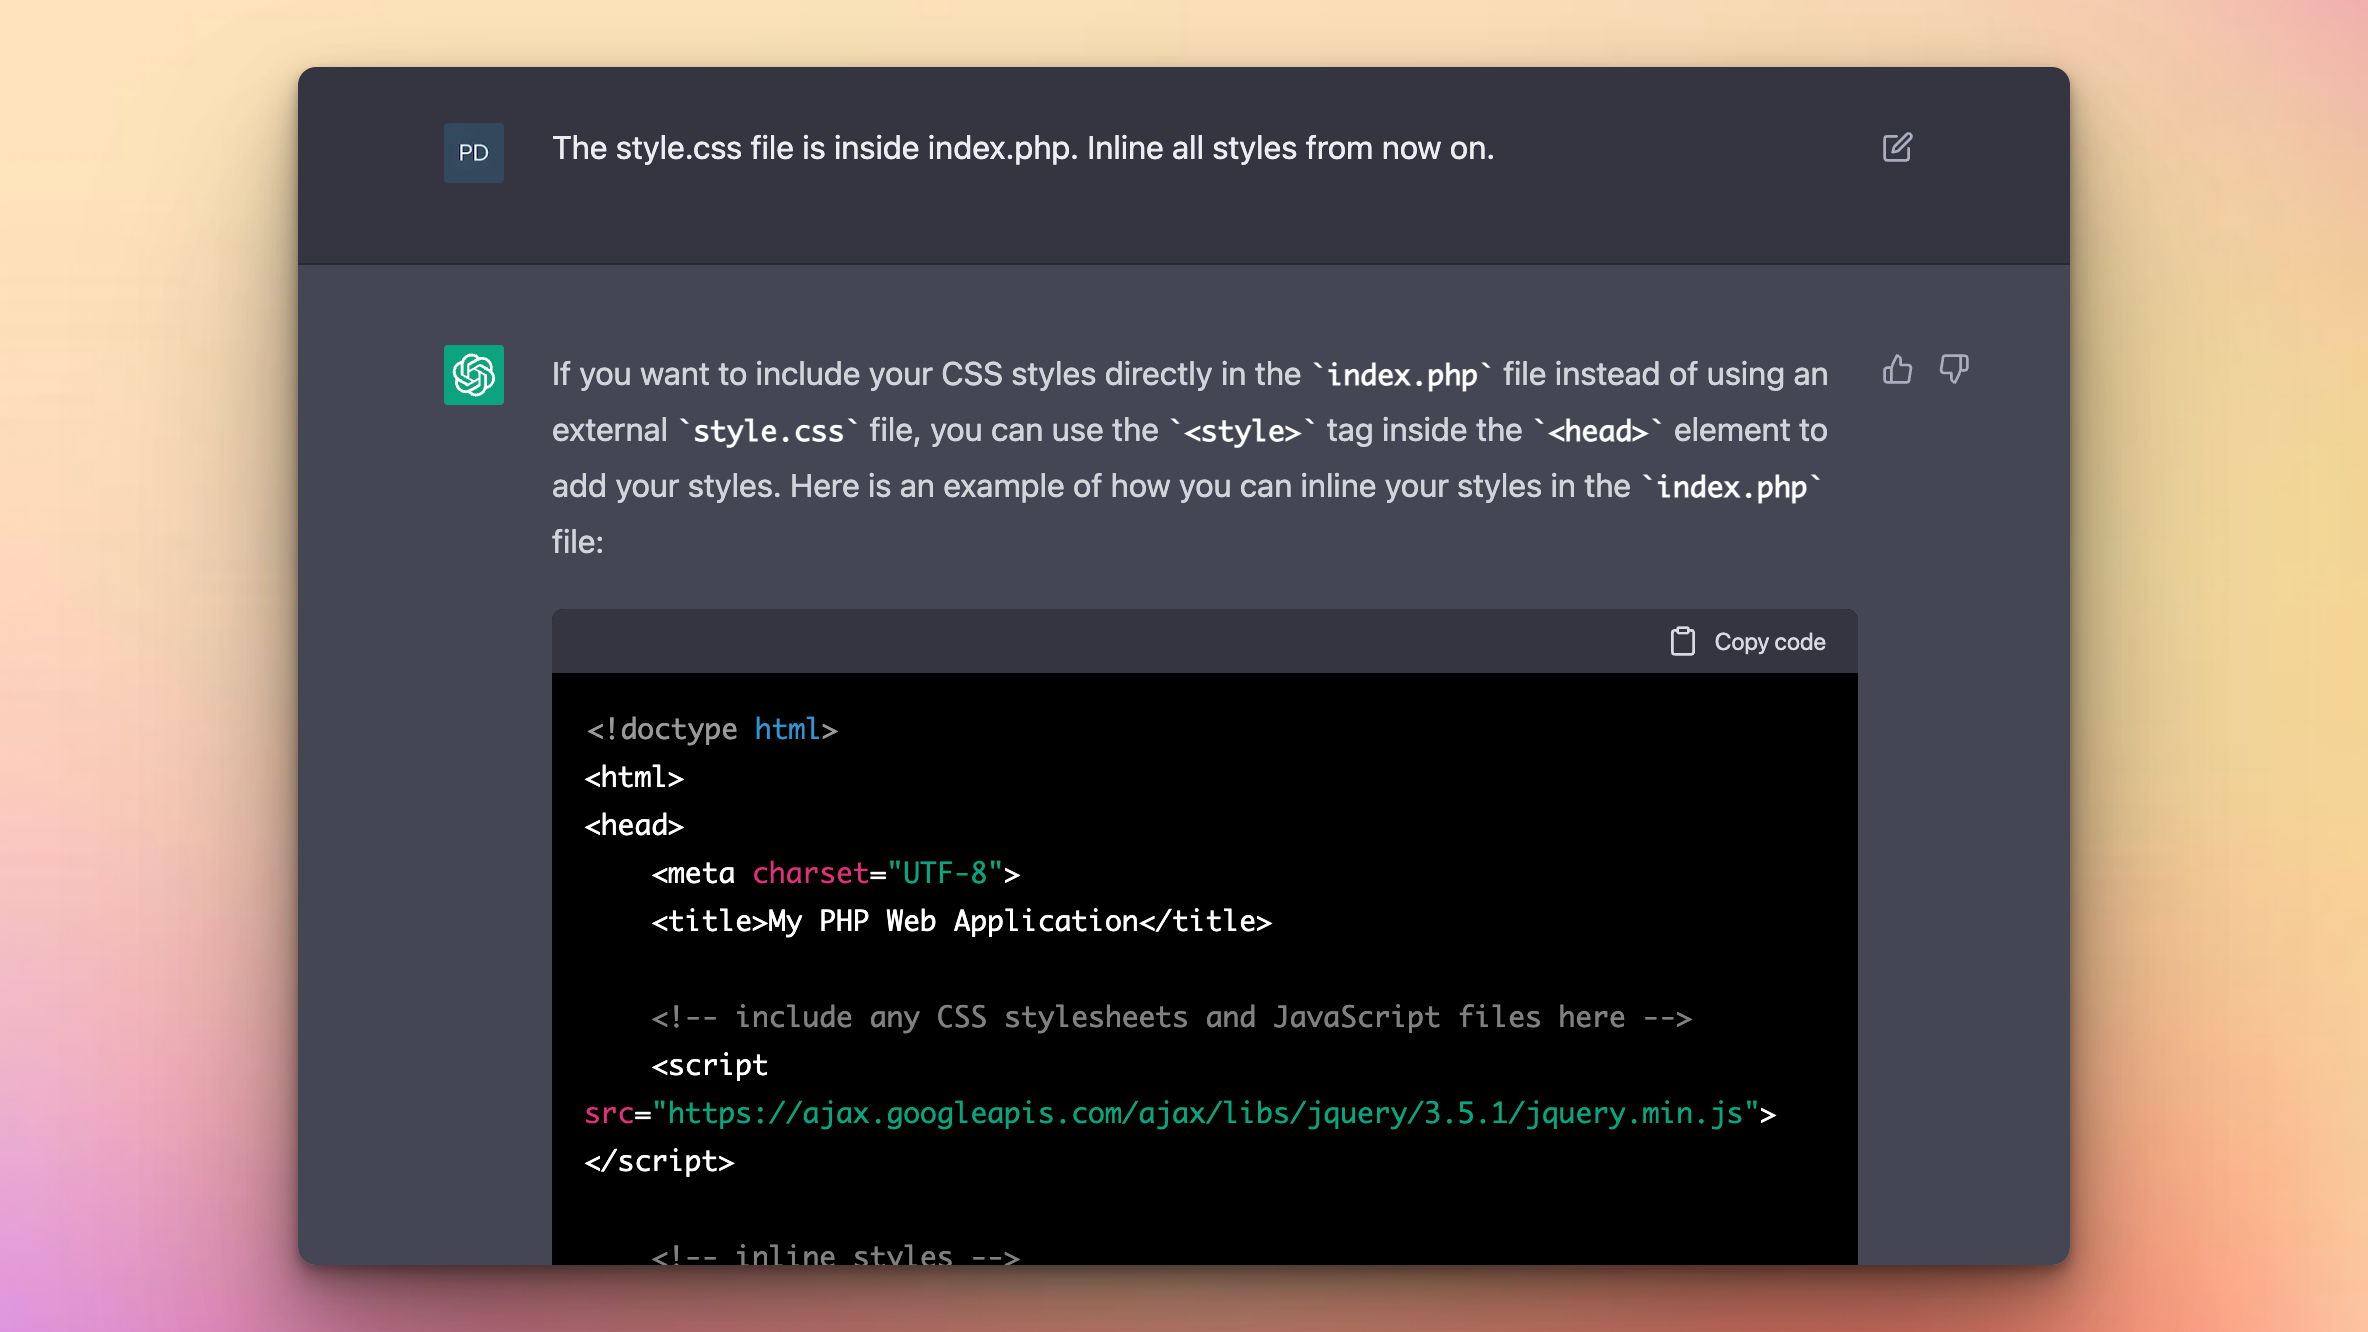 PD
The style.css file is inside index.php. Inline all styles from now on.
If you want to include your CSS styles directly in the `index.php` file instead of using an
external `style.css` file, you can use the `<style>` tag inside the `<head>` element to
add your styles. Here is an example of how you can inline your styles in the `index.php`
file:
Copy code
<!doctype html>
<html>
<head>
    <meta charset="UTF-8">
    <title>My PHP Web Application</title>
    <!-- include any CSS stylesheets and JavaScript files here -->
    <script
src="https://ajax.googleapis.com/ajax/libs/jquery/3.5.1/jquery.min.js">
</script>
    <!-- inline styles -->